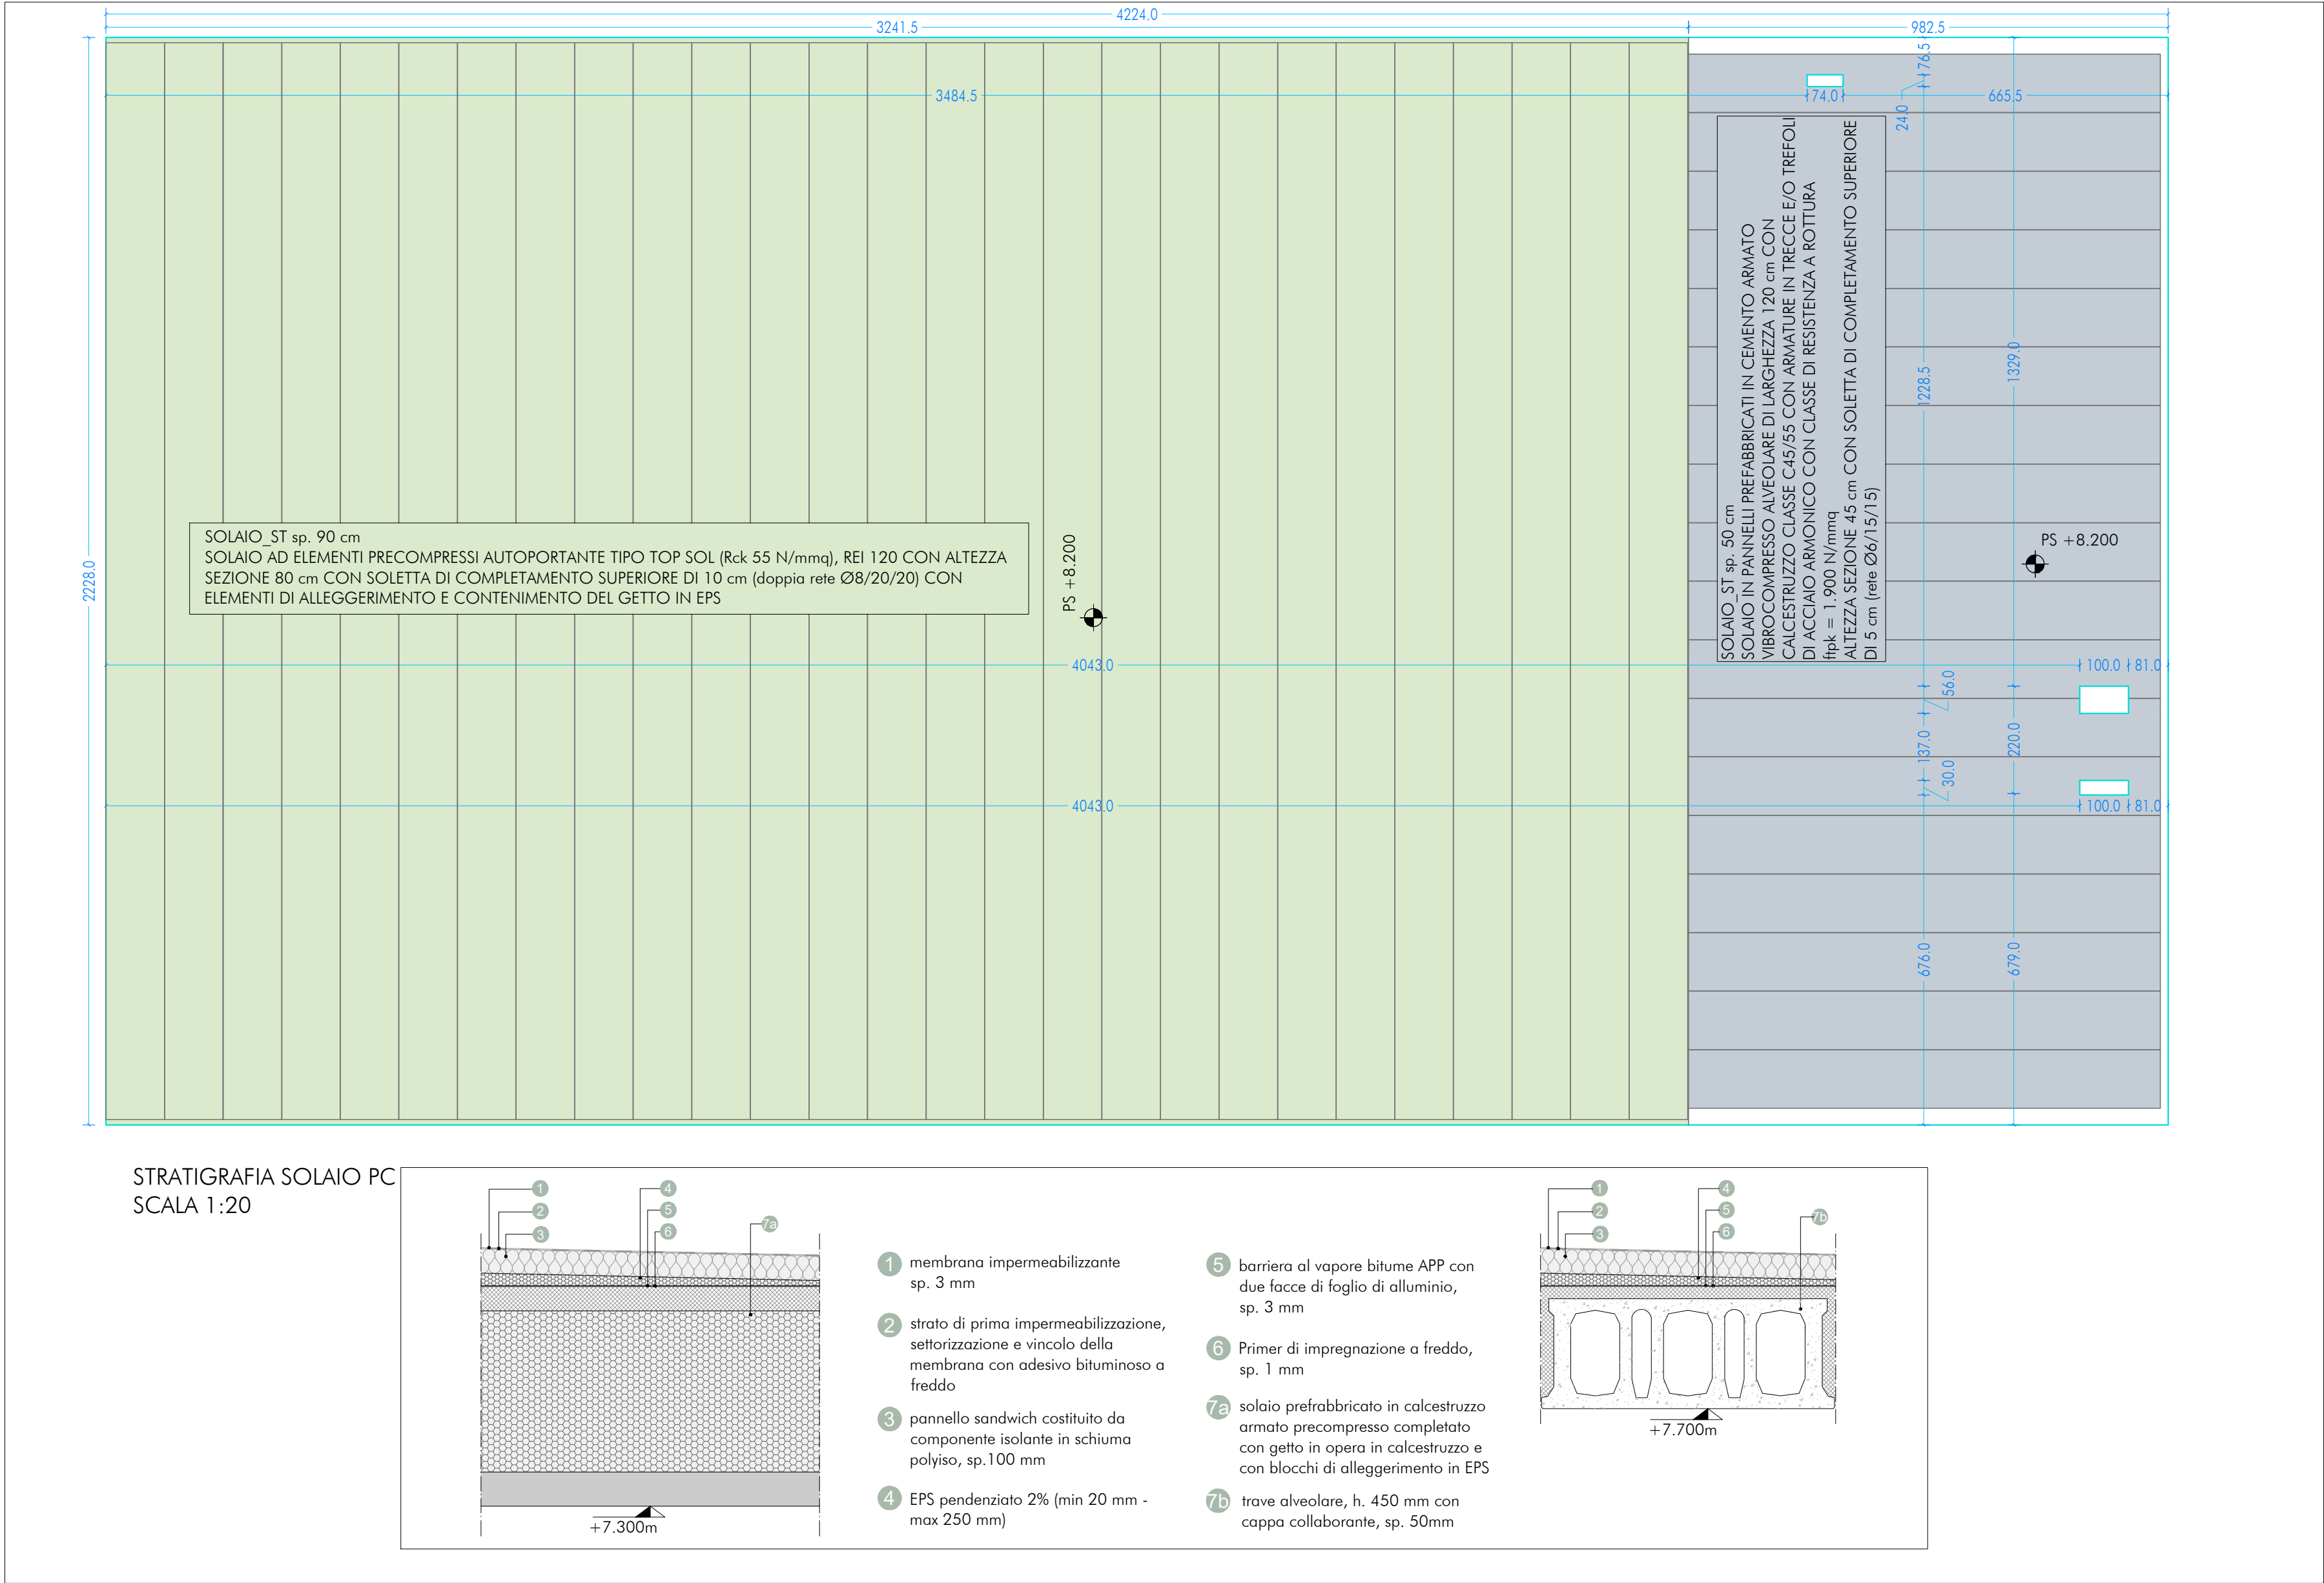 4224.0
3241.5
982.5
76.5
3484.5
74.0
665.5
24.0
SOLAIO_ST sp. 50 cm
SOLAIO IN PANNELLI PREFABBRICATI IN CEMENTO ARMATO
VIBROCOMPRESSO ALVEOLARE DI LARGHEZZA 120 cm CON
CALCESTRUZZO CLASSE C45/55 CON ARMATURE IN TRECCE E/O TREFOLI
DI ACCIAIO ARMONICO CON CLASSE DI RESISTENZA A ROTTURA
ftpk = 1.900 N/mmq
ALTEZZA SEZIONE 45 cm CON SOLETTA DI COMPLETAMENTO SUPERIORE
DI 5 cm (rete Ø6/15/15)
1228.5
1329.0
2228.0
SOLAIO_ST sp. 90 cm
SOLAIO AD ELEMENTI PRECOMPRESSI AUTOPORTANTE TIPO TOP SOL (Rck 55 N/mmq), REI 120 CON ALTEZZA
SEZIONE 80 cm CON SOLETTA DI COMPLETAMENTO SUPERIORE DI 10 cm (doppia rete Ø8/20/20) CON
ELEMENTI DI ALLEGGERIMENTO E CONTENIMENTO DEL GETTO IN EPS
PS +8.200
PS +8.200
4043.0
100.0
81.0
56.0
137.0
220.0
30.0
4043.0
100.0
81.0
676.0
679.0
STRATIGRAFIA SOLAIO PC
SCALA 1:20
1
2
3
4
5
6
7a
+7.300m
1 membrana impermeabilizzante
sp. 3 mm
2 strato di prima impermeabilizzazione,
settorizzazione e vincolo della
membrana con adesivo bituminoso a
freddo
3 pannello sandwich costituito da
componente isolante in schiuma
polyiso, sp.100 mm
4 EPS pendenziato 2% (min 20 mm -
max 250 mm)
5 barriera al vapore bitume APP con
due facce di foglio di alluminio,
sp. 3 mm
6 Primer di impregnazione a freddo,
sp. 1 mm
7a solaio prefrabbricato in calcestruzzo
armato precompresso completato
con getto in opera in calcestruzzo e
con blocchi di alleggerimento in EPS
7b trave alveolare, h. 450 mm con
cappa collaborante, sp. 50mm
1
2
3
4
5
6
7b
+7.700m